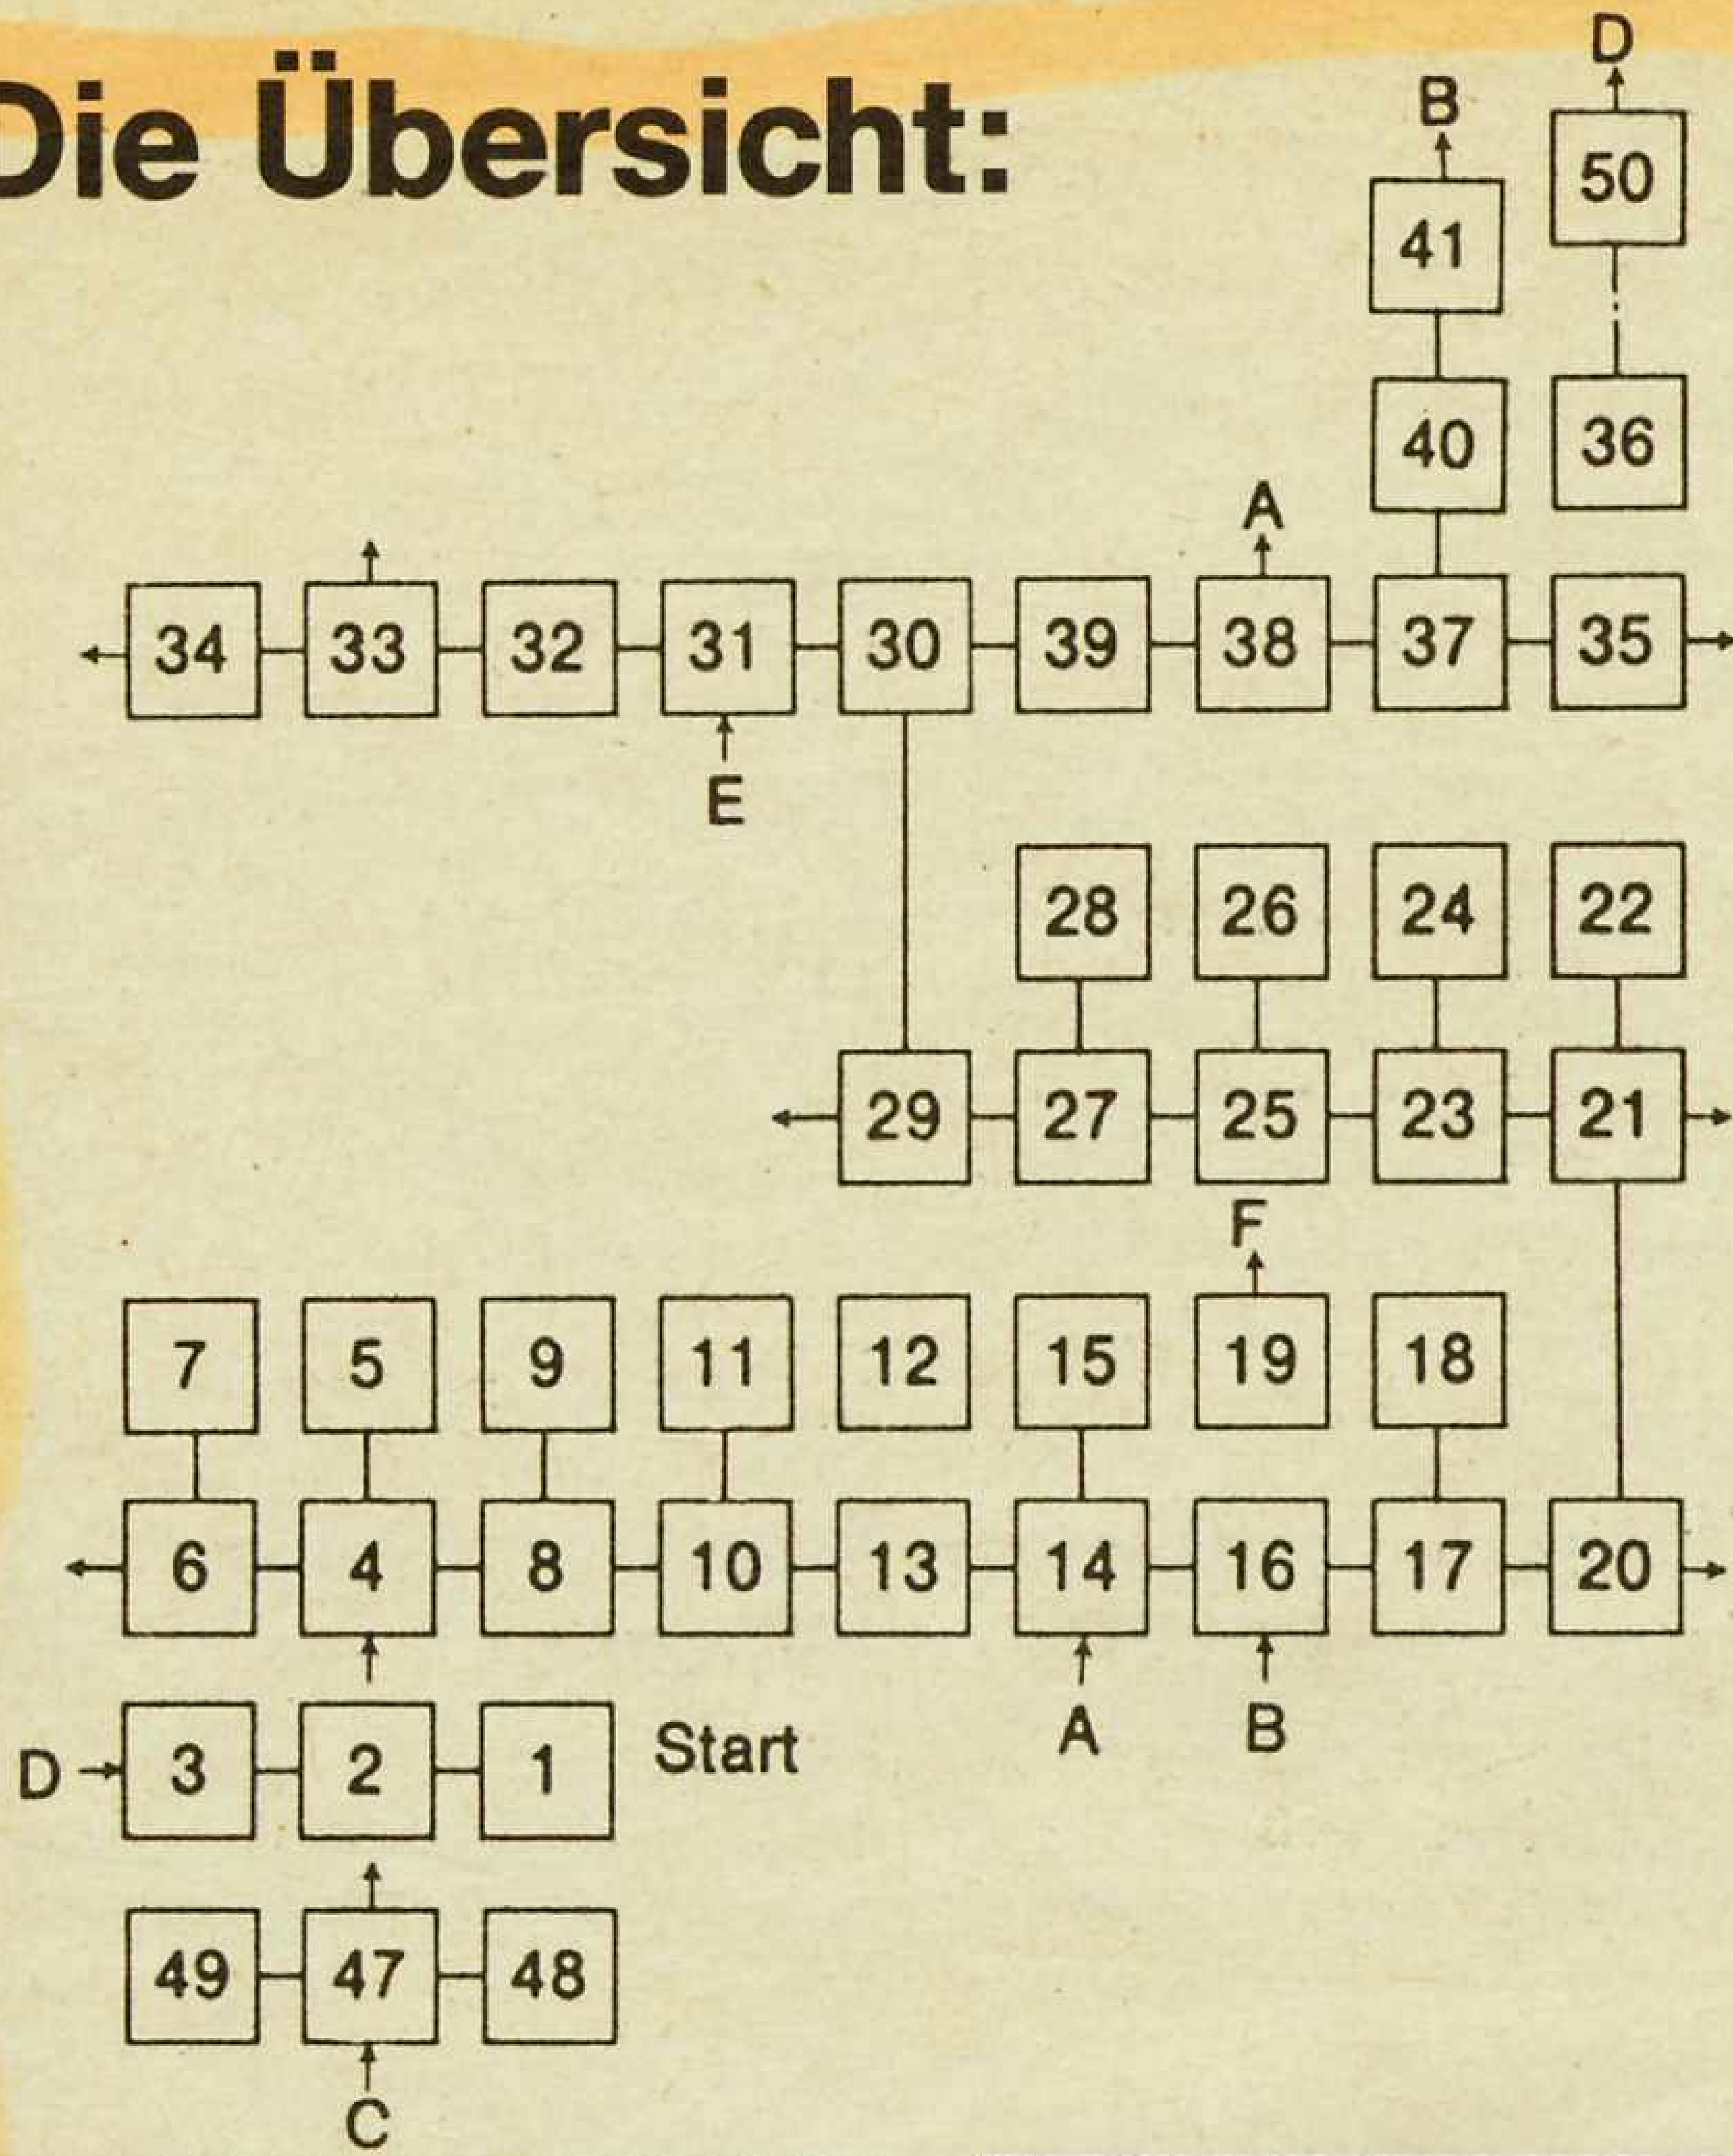 Die Übersicht:
D
B
50
41
40 36
A
34 33 32 31 30 39 38 37 35
E
28 26 24 22
29 27 25 23 21
F
7 5 9 11 12 15 19 18
6 4 8 10 13 14 16 17 20
D 3 2 1 Start A B
49 47 48
C